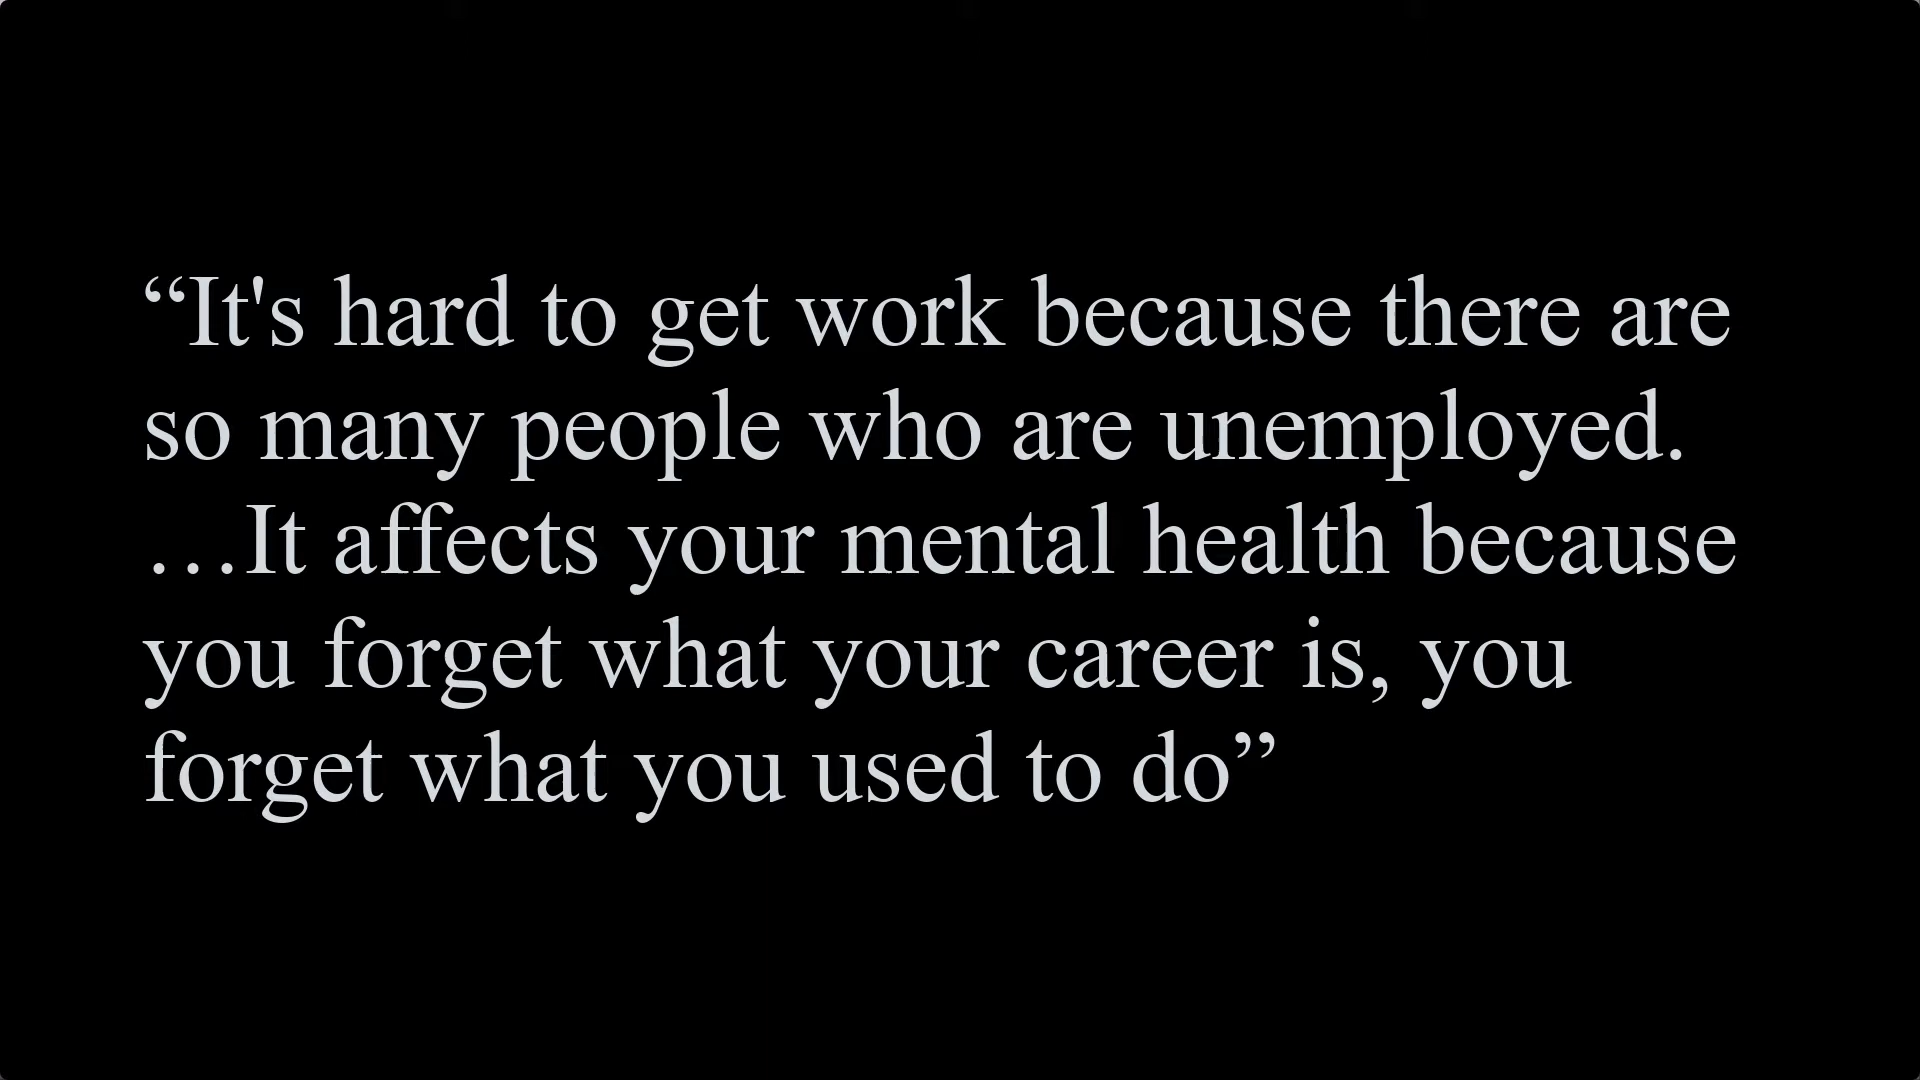 “It's hard to get work because there are
so many people who are unemployed.
…It affects your mental health because
you forget what your career is, you
forget what you used to do”